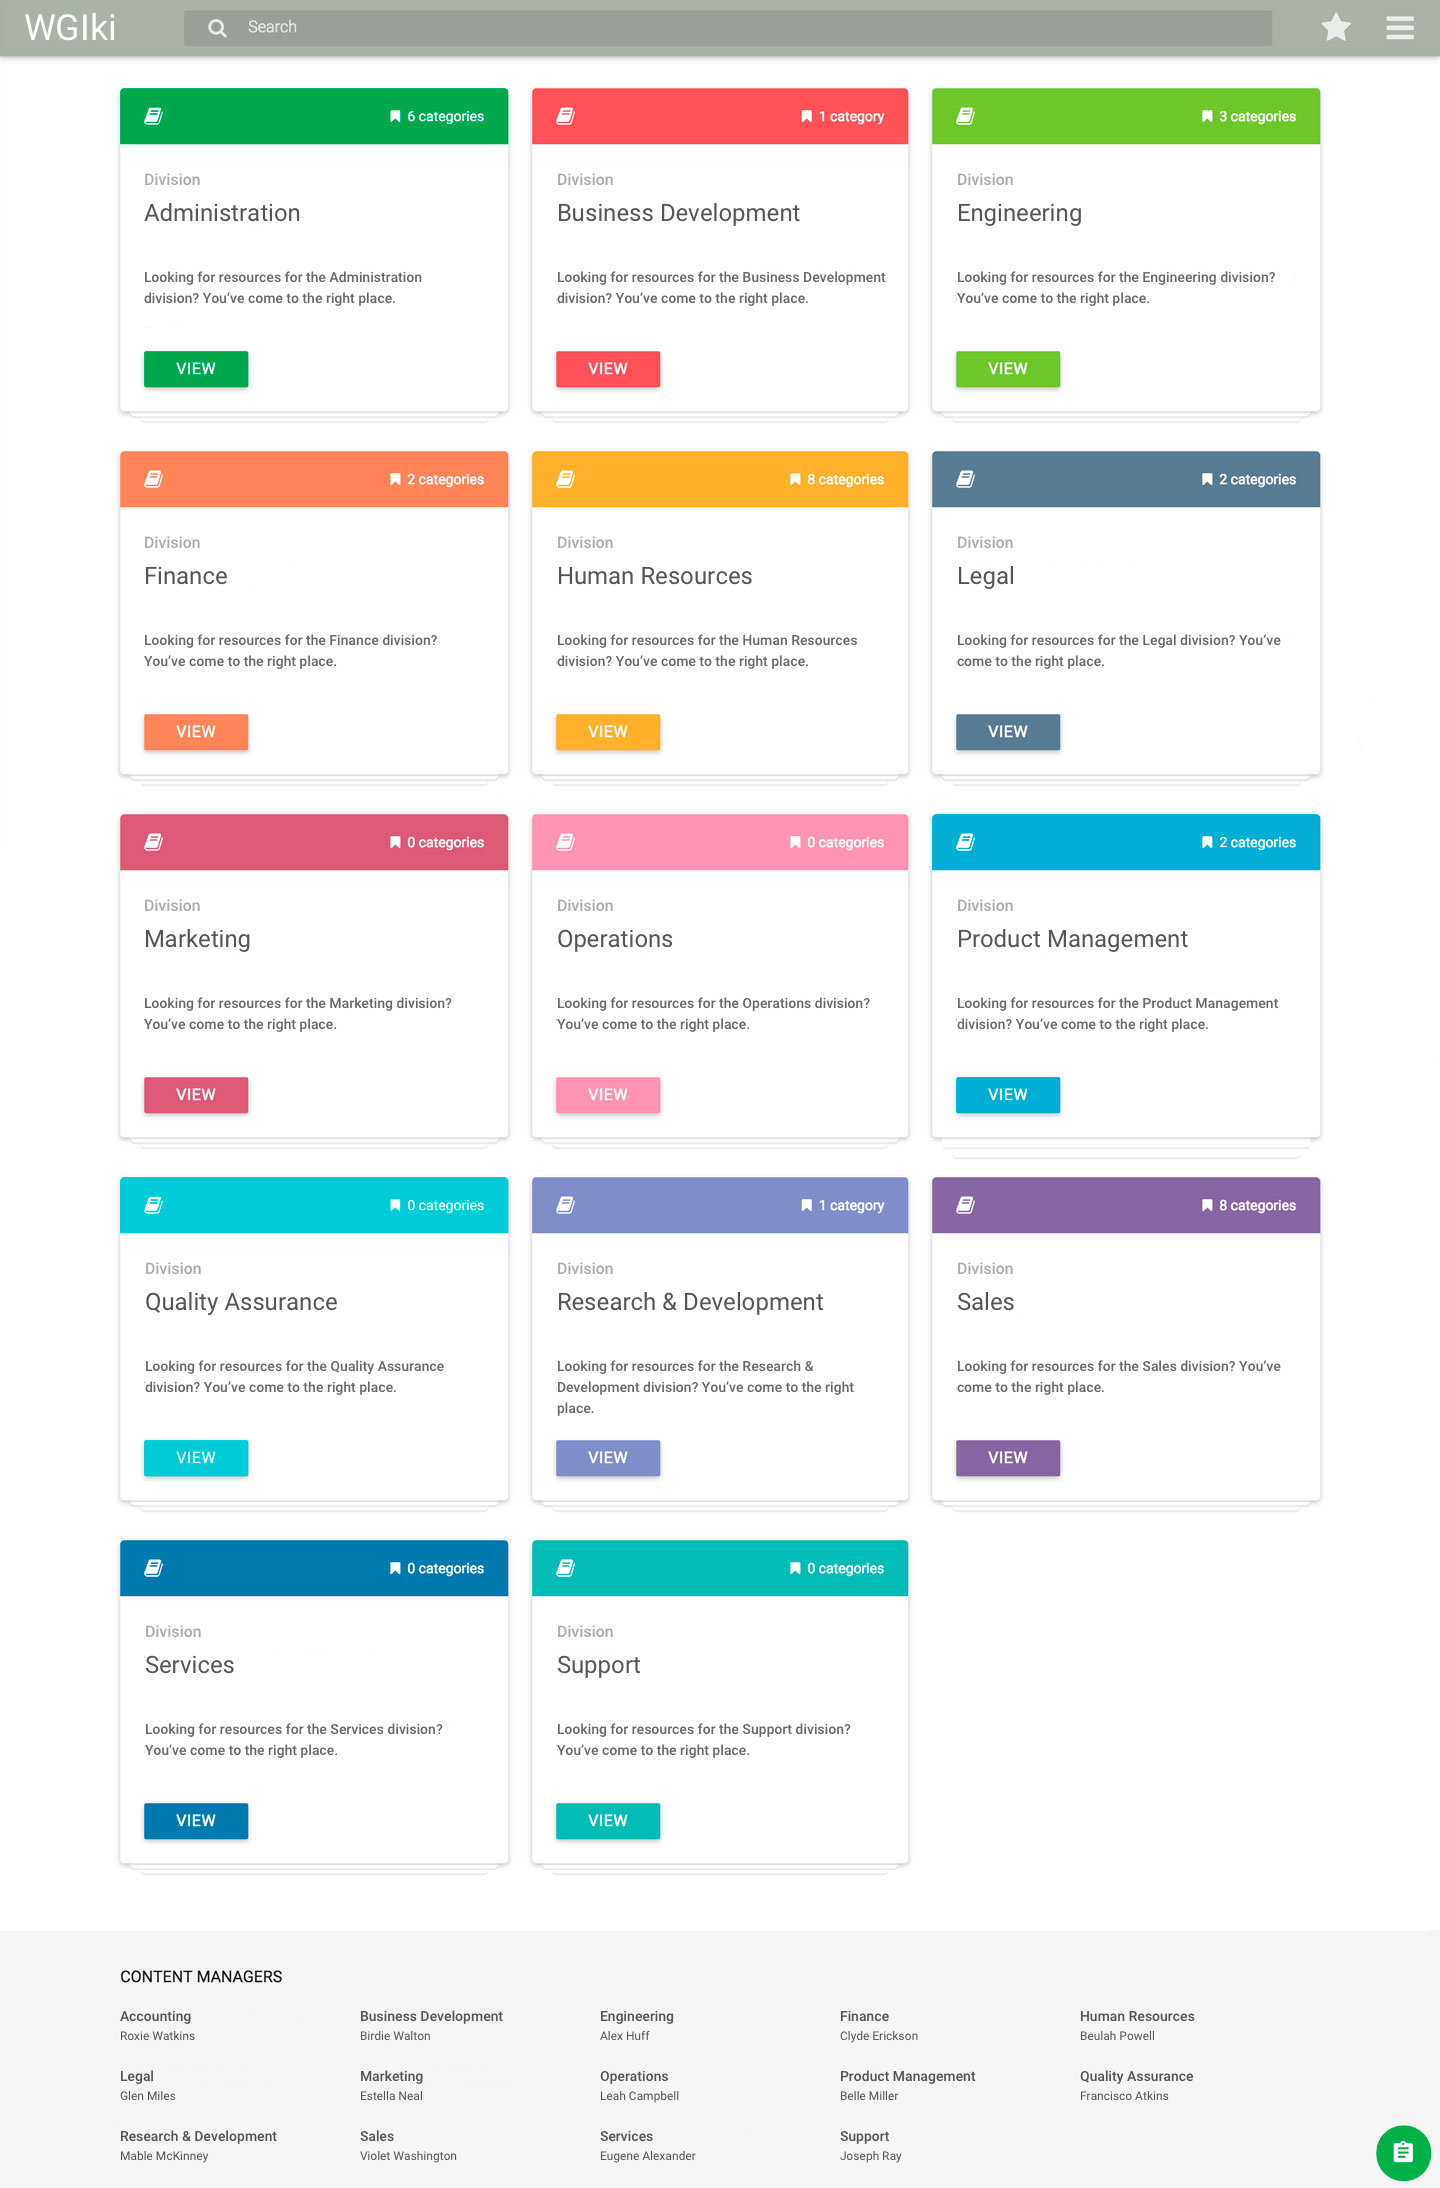 WGIki
Search
6 categories
Division
Administration
Looking for resources for the Administration
division? You've come to the right place.
VIEW
1 category
Division
Business Development
Looking for resources for the Business Development
division? You've come to the right place.
VIEW
3 categories
Division
Engineering
Looking for resources for the Engineering division?
You've come to the right place.
VIEW
2 categories
Division
Finance
Looking for resources for the Finance division?
You've come to the right place.
VIEW
8 categories
Division
Human Resources
Looking for resources for the Human Resources
division? You've come to the right place.
VIEW
2 categories
Division
Legal
Looking for resources for the Legal division? You've
come to the right place.
VIEW
0 categories
Division
Marketing
Looking for resources for the Marketing division?
You've come to the right place.
VIEW
0 categories
Division
Operations
Looking for resources for the Operations division?
You've come to the right place.
VIEW
2 categories
Division
Product Management
Looking for resources for the Product Management
division? You've come to the right place.
VIEW
0 categories
Division
Quality Assurance
Looking for resources for the Quality Assurance
division? You've come to the right place.
VIEW
1 category
Division
Research & Development
Looking for resources for the Research &
Development division? You've come to the right
place.
VIEW
8 categories
Division
Sales
Looking for resources for the Sales division? You've
come to the right place.
VIEW
0 categories
Division
Services
Looking for resources for the Services division?
You've come to the right place.
VIEW
0 categories
Division
Support
Looking for resources for the Support division?
You've come to the right place.
VIEW
CONTENT MANAGERS
Accounting
Roxie Watkins
Business Development
Birdie Walton
Engineering
Alex Huff
Finance
Clyde Erickson
Human Resources
Beulah Powell
Legal
Glen Miles
Marketing
Estella Neal
Operations
Leah Campbell
Product Management
Belle Miller
Quality Assurance
Francisco Atkins
Research & Development
Mable McKinney
Sales
Violet Washington
Services
Eugene Alexander
Support
Joseph Ray